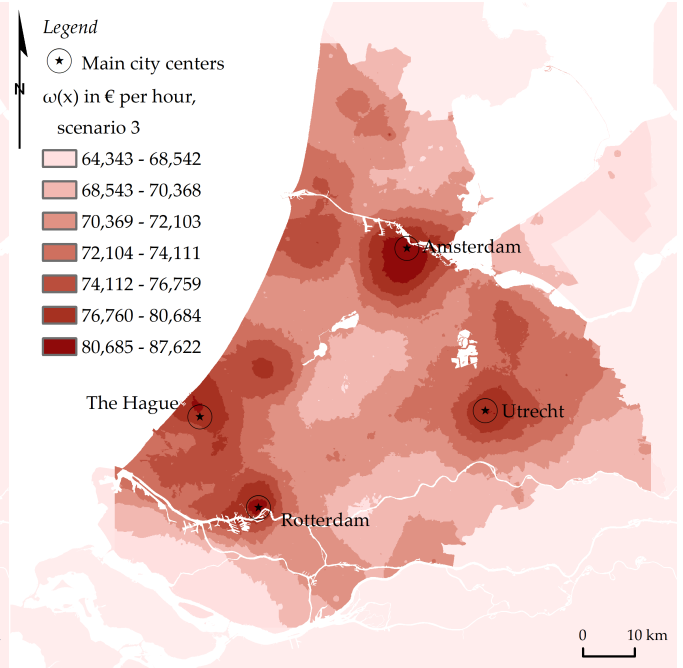 Legend
Main city centers
N
ω(x) in € per hour,
scenario 3
64,343 - 68,542
68,543 - 70,368
70,369 - 72,103
72,104 - 74,111
74,112 - 76,759
76,760 - 80,684
80,685 - 87,622
Amsterdam
The Hague
Utrecht
Rotterdam
0 10 km